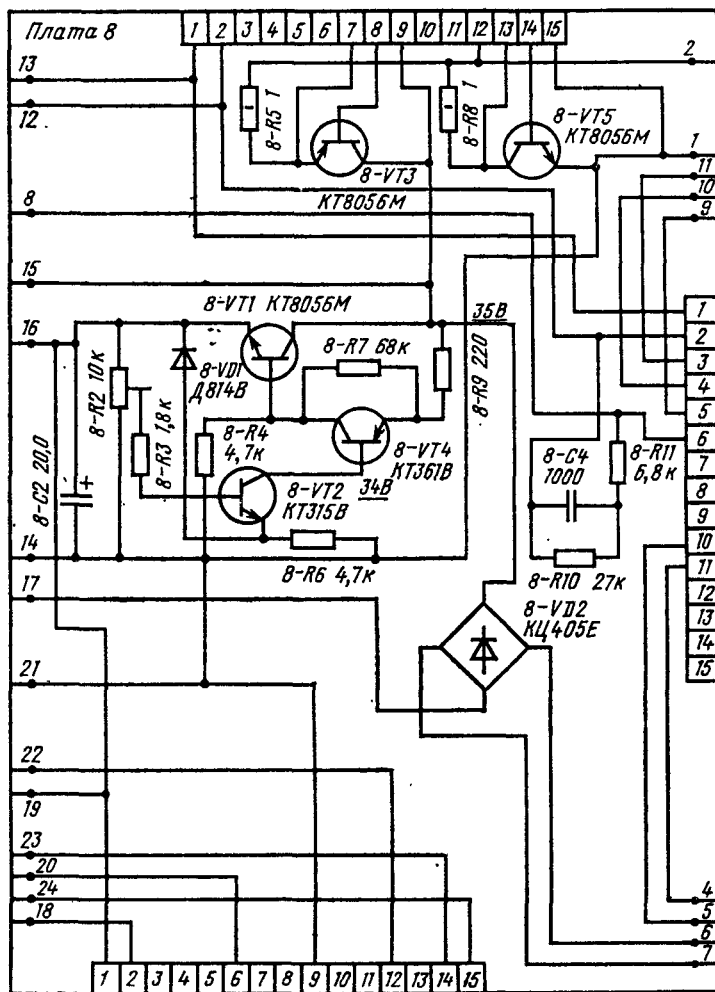 Плата 8
1 2 3 4 5 6 7 8 9 10 11 12 13 14 15
13
2
12
8-R5 1
8-R8 1
8-VT5
КТ8056М
8-VT3
КТ8056М
1
11
10
9
8
15
8-VT1 КТ8056М
35В
16
8-VD1
Д814В
8-R7 68к
8-R9 220
8-R2 10к
8-R3 1,8к
8-R4
4,7к
8-VT4
КТ361В
8-C2 20,0
+
8-VT2
КТ315В
34В
8-C4
1000
8-R11
6,8к
14
8-R6 4,7к
8-R10 27к
17
8-VD2
КЦ405Е
1
2
3
4
5
6
7
8
9
10
11
12
13
14
15
21
22
19
23
20
24
18
4
5
6
7
1 2 3 4 5 6 7 8 9 10 11 12 13 14 15